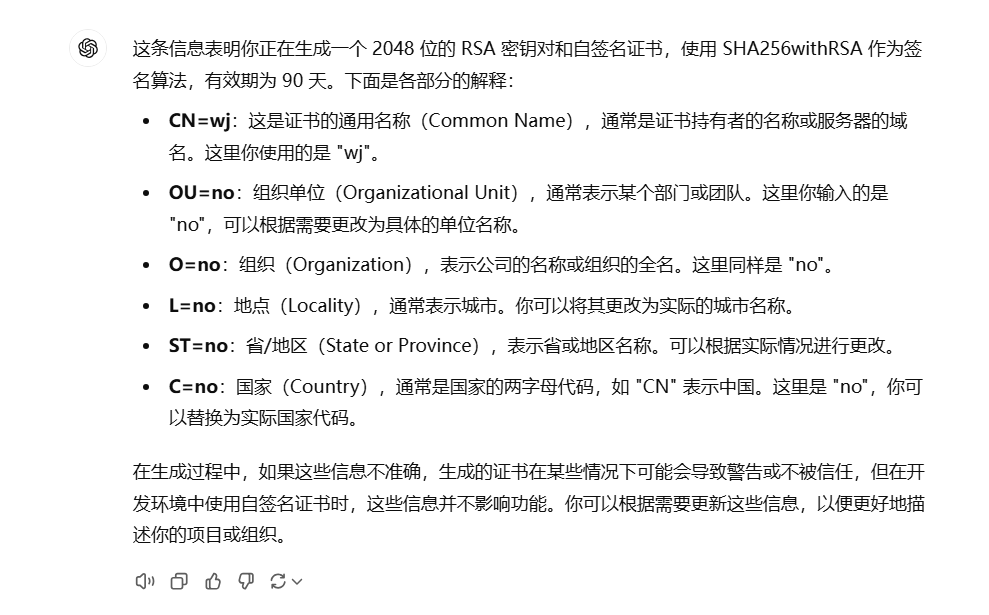 这条信息表明你正在生成一个 2048 位的 RSA 密钥对和自签名证书，使用 SHA256withRSA 作为签
名算法，有效期为 90 天。下面是各部分的解释：
• CN=wj：这是证书的通用名称（Common Name），通常是证书持有者的名称或服务器的域
名。这里你使用的是 "wj"。
• OU=no：组织单位（Organizational Unit），通常表示某个部门或团队。这里你输入的是
"no"，可以根据需要更改为具体的单位名称。
• O=no：组织（Organization），表示公司的名称或组织的全名。这里同样是 "no"。
• L=no：地点（Locality），通常表示城市。你可以将其更改为实际的城市名称。
• ST=no：省/地区（State or Province），表示省或地区名称。可以根据实际情况进行更改。
• C=no：国家（Country），通常是国家的两字母代码，如 "CN" 表示中国。这里是 "no"，你可
以替换为实际国家代码。
在生成过程中，如果这些信息不准确，生成的证书在某些情况下可能会导致警告或不被信任，但在开
发环境中使用自签名证书时，这些信息并不影响功能。你可以根据需要更新这些信息，以便更好地描
述你的项目或组织。